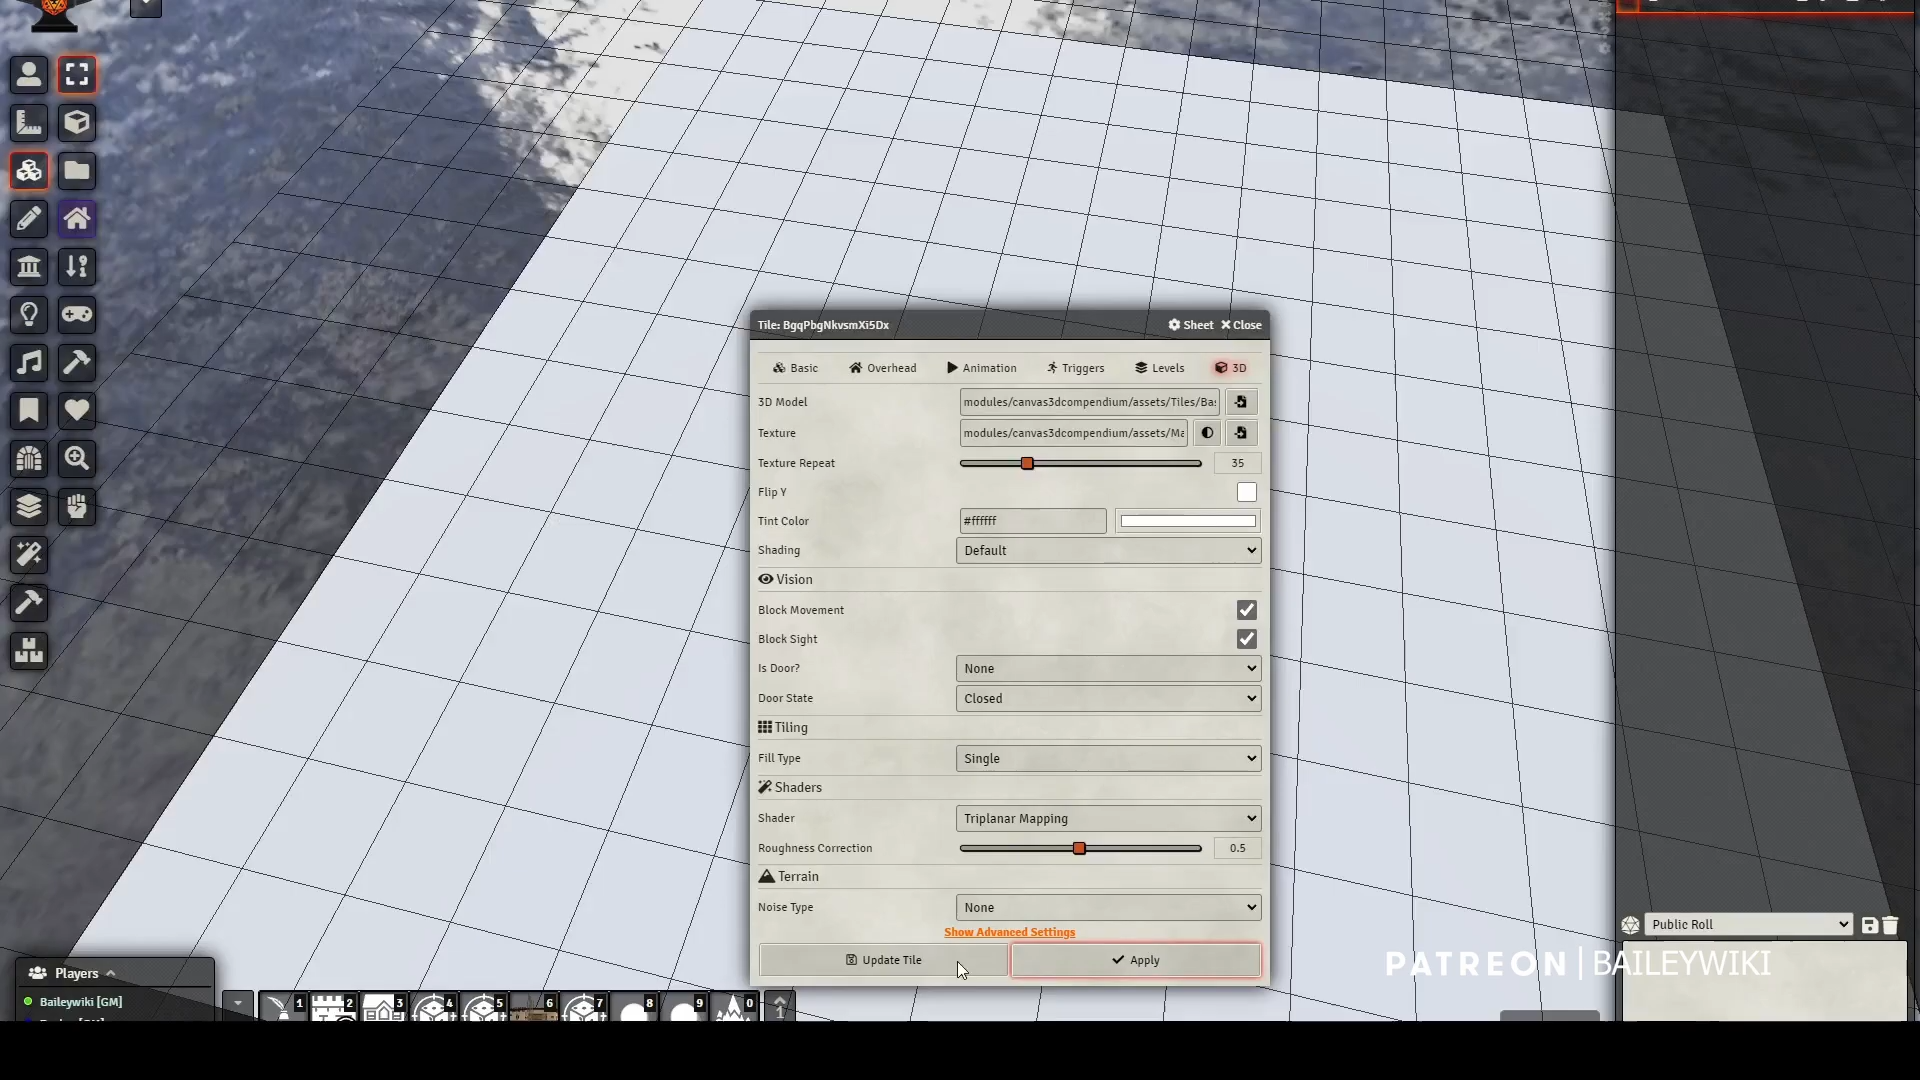 Tile: BgqPbgNkvsmXi5Dx Sheet Close
Basic Overhead Animation Triggers Levels 3D
3D Model modules/canvas3dcompendium/assets/Tiles/Bas
Texture modules/canvas3dcompendium/assets/Ma
Texture Repeat 35
Flip Y
Tint Color #ffffff
Shading Default
Vision
Block Movement
Block Sight
Is Door? None
Door State Closed
Tiling
Fill Type Single
Shaders
Shader Triplanar Mapping
Roughness Correction 0.5
Terrain
Noise Type None
Show Advanced Settings
Update Tile Apply
Public Roll
PATREON | BAILEYWIKI
Players
Baileywiki [GM]
1 2 3 4 5 6 7 8 9 0 1